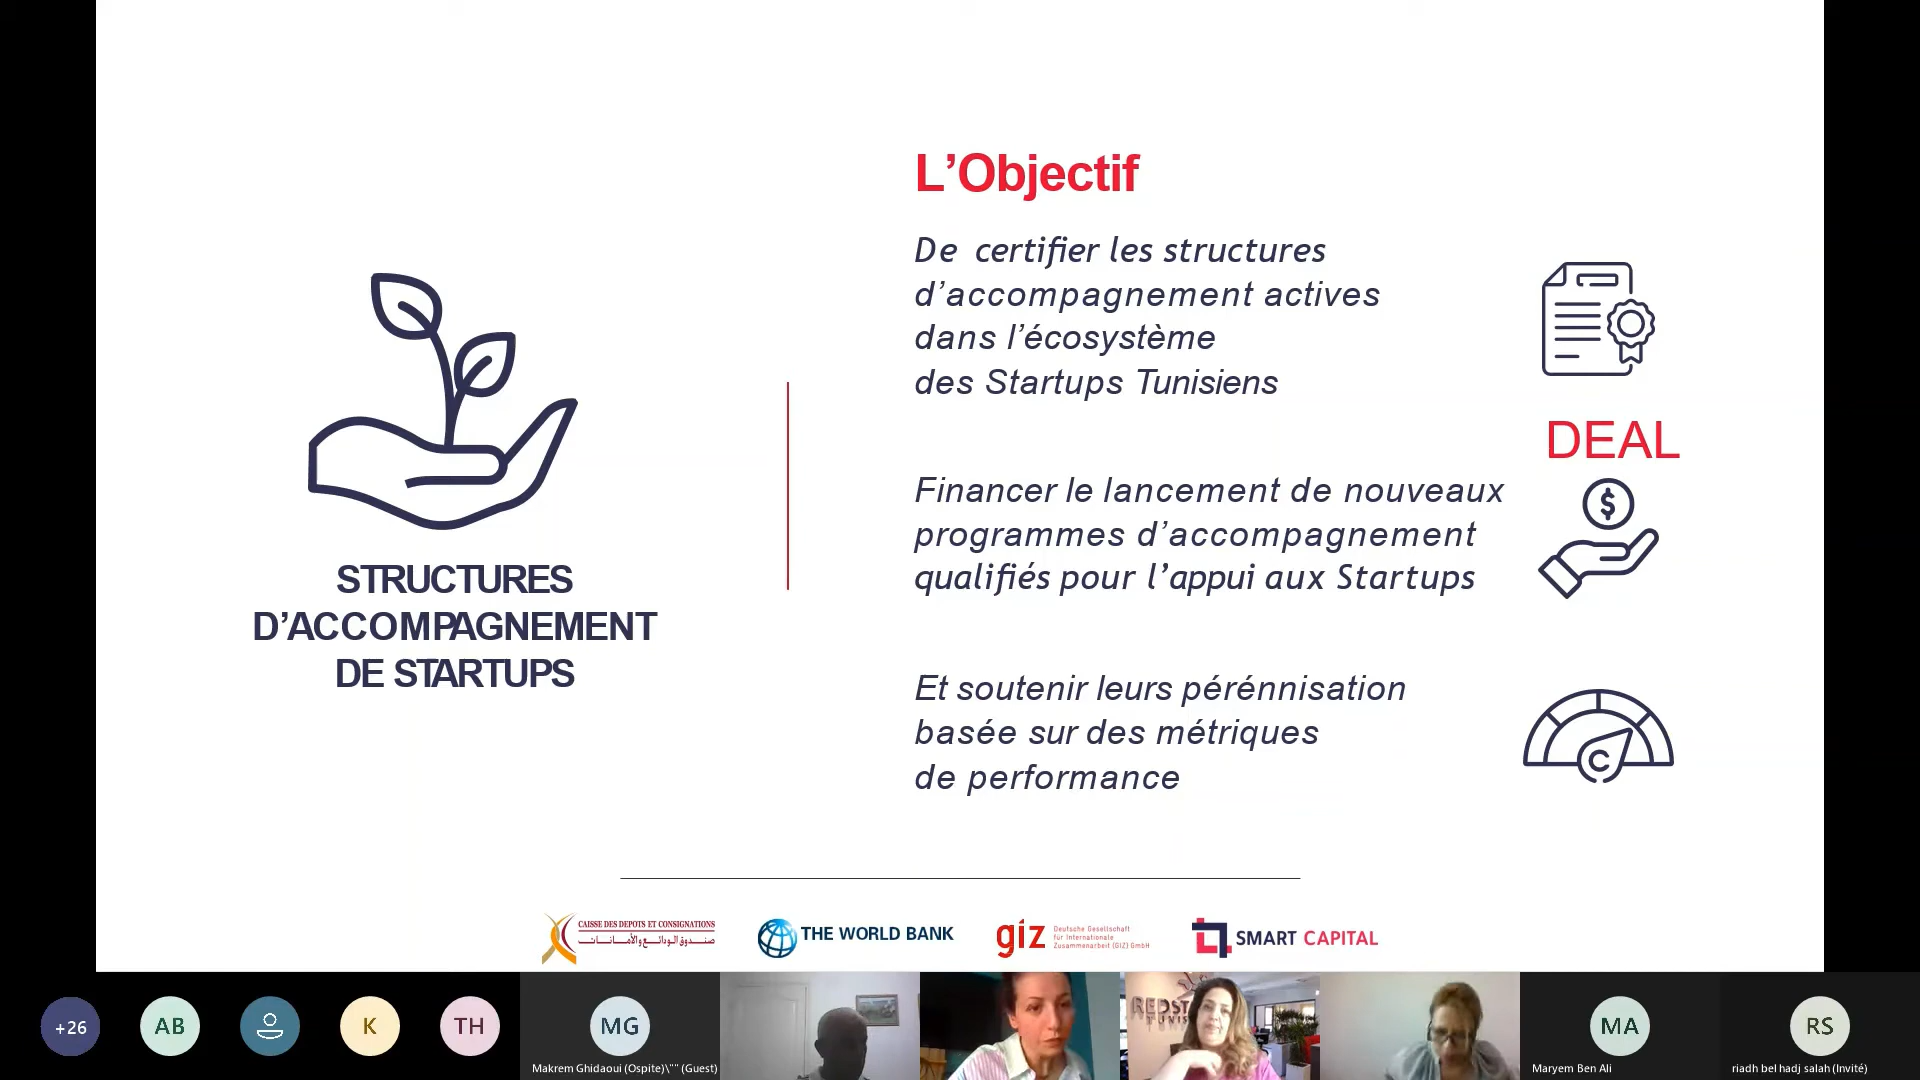 L’Objectif
De certifier les structures
d’accompagnement actives
dans l’écosystème
des Startups Tunisiens
DEAL
Financer le lancement de nouveaux
programmes d’accompagnement
qualifiés pour l’appui aux Startups
Et soutenir leurs pérénnisation
basée sur des métriques
de performance
STRUCTURES
D’ACCOMPAGNEMENT
DE STARTUPS
CAISSE DES DEPOTS ET CONSIGNATIONS
صندوق الودائع والأمانات
THE WORLD BANK
giz
Deutsche Gesellschaft
für Internationale
Zusammenarbeit (GIZ) GmbH
SMART CAPITAL
+26
AB
K
TH
MG
Makrem Ghidaoui (Ospite)\"" (Guest)
REDST
TUNIS
MA
Maryem Ben Ali
RS
riadh bel hadj salah (Invité)